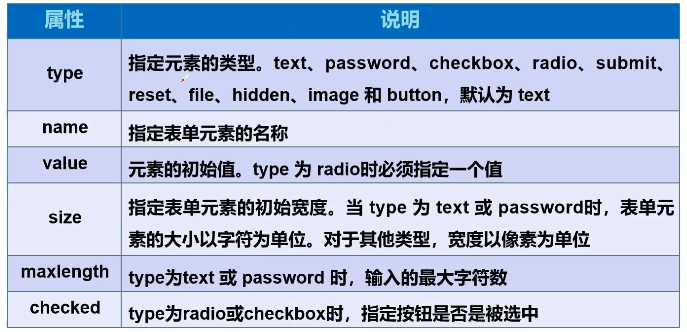 属性 说明
type 指定元素的类型。text、password、checkbox、radio、submit、
reset、file、hidden、image 和 button，默认为 text
name 指定表单元素的名称
value 元素的初始值。type 为 radio时必须指定一个值
size 指定表单元素的初始宽度。当 type 为 text 或 password时，表单元
素的大小以字符为单位。对于其他类型，宽度以像素为单位
maxlength type为text 或 password 时，输入的最大字符数
checked type为radio或checkbox时，指定按钮是否是被选中